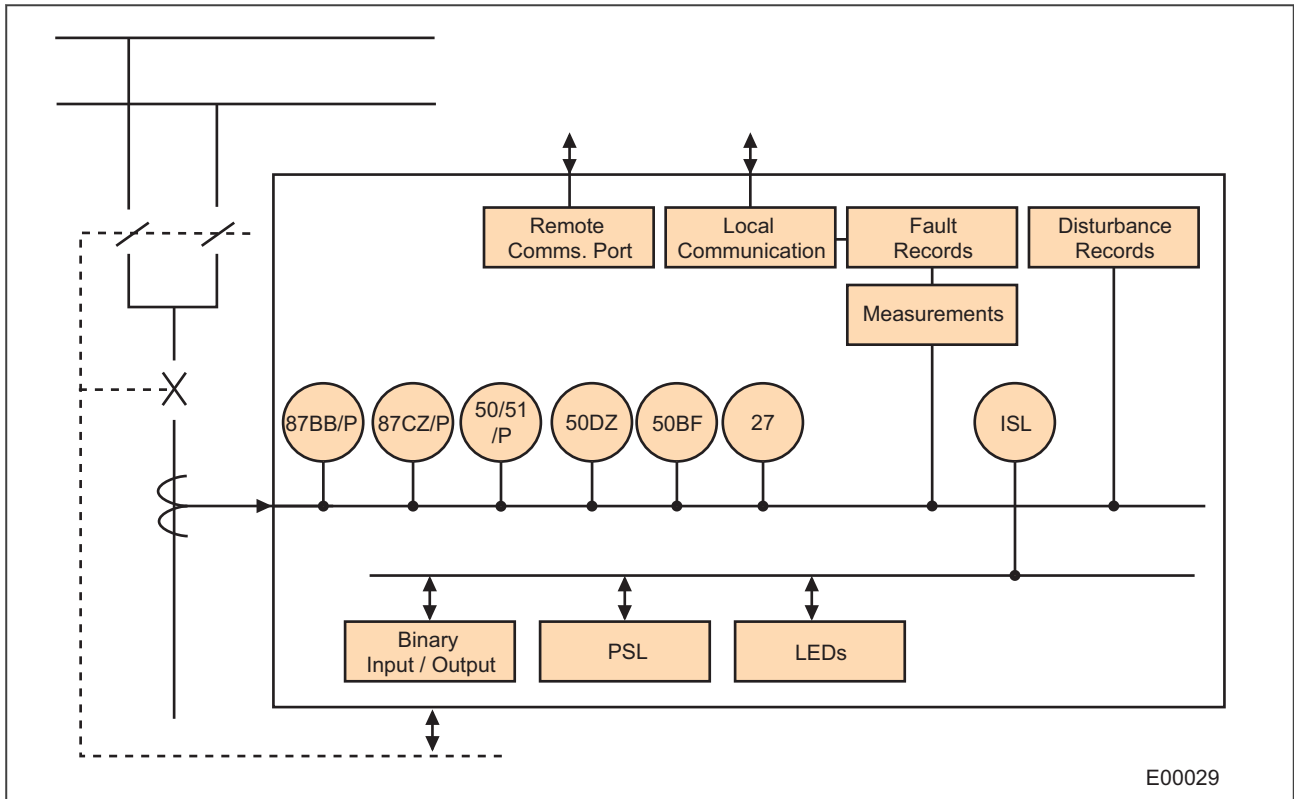 Remote
Comms. Port
Local
Communication
Fault
Records
Disturbance
Records
Measurements
87BB/P
87CZ/P
50/51
/P
50DZ
50BF
27
ISL
Binary
Input / Output
PSL
LEDs
E00029